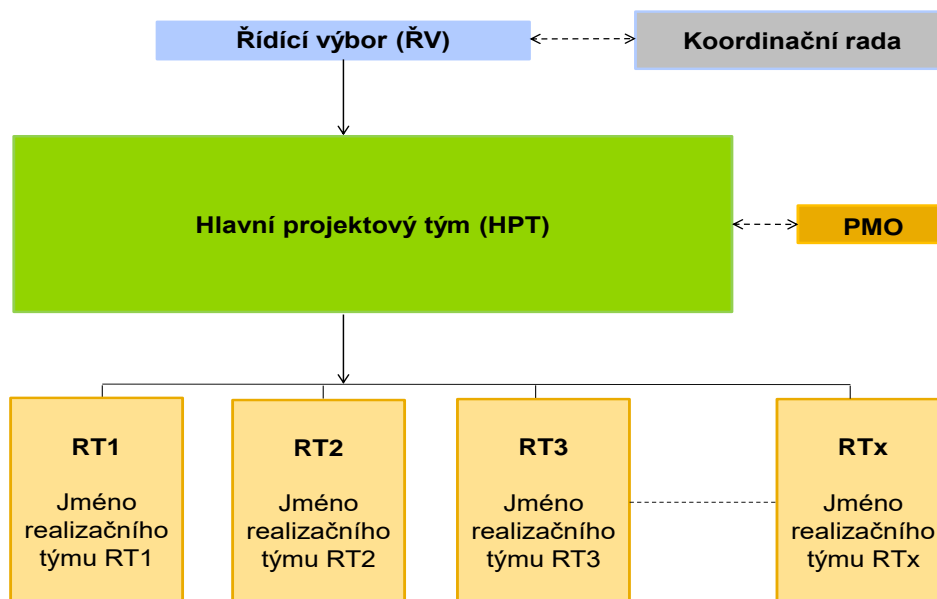 Řídící výbor (ŘV)
Koordinační rada
Hlavní projektový tým (HPT)
PMO
RT1
Jméno
realizačního
týmu RT1
RT2
Jméno
realizačního
týmu RT2
RT3
Jméno
realizačního
týmu RT3
RTx
Jméno
realizačního
týmu RTx